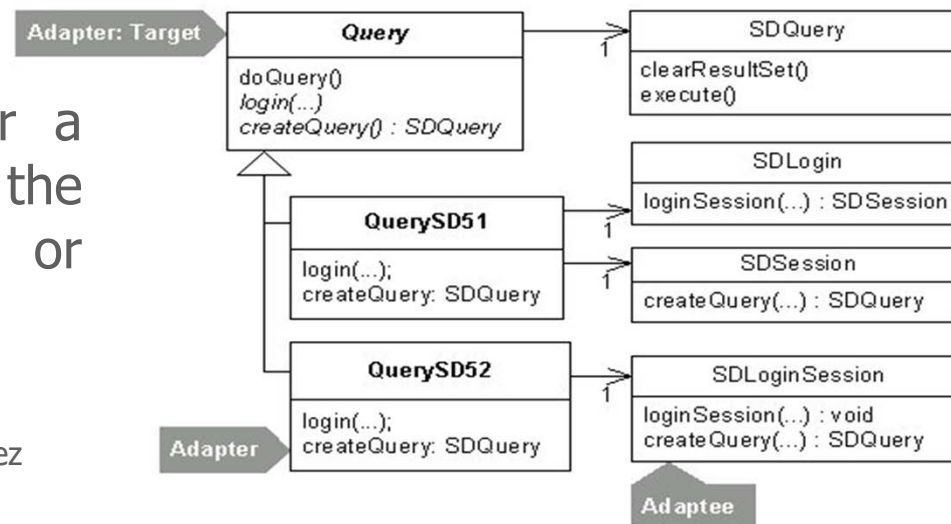 r a
the
or
ez
Adapter: Target
Query
doQuery()
login(...)
createQuery() : SDQuery
1
SDQuery
clearResultSet()
execute()
QuerySD51
login(...);
createQuery: SDQuery
1
SDLogin
loginSession(...) : SDSession
1
SDSession
createQuery(...) : SDQuery
QuerySD52
login(...);
createQuery: SDQuery
Adapter
1
SDLoginSession
loginSession(...) : void
createQuery(...) : SDQuery
Adaptee